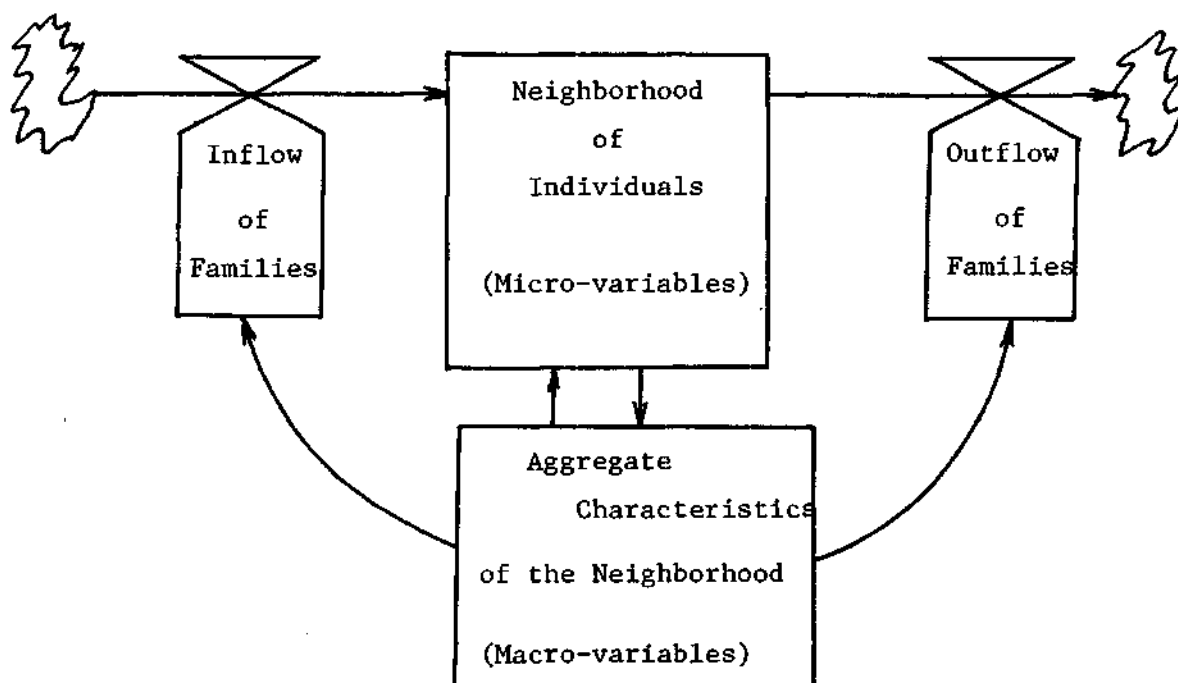 Inflow
of
Families
Neighborhood
of
Individuals
(Micro-variables)
Outflow
of
Families
Aggregate
Characteristics
of the Neighborhood
(Macro-variables)